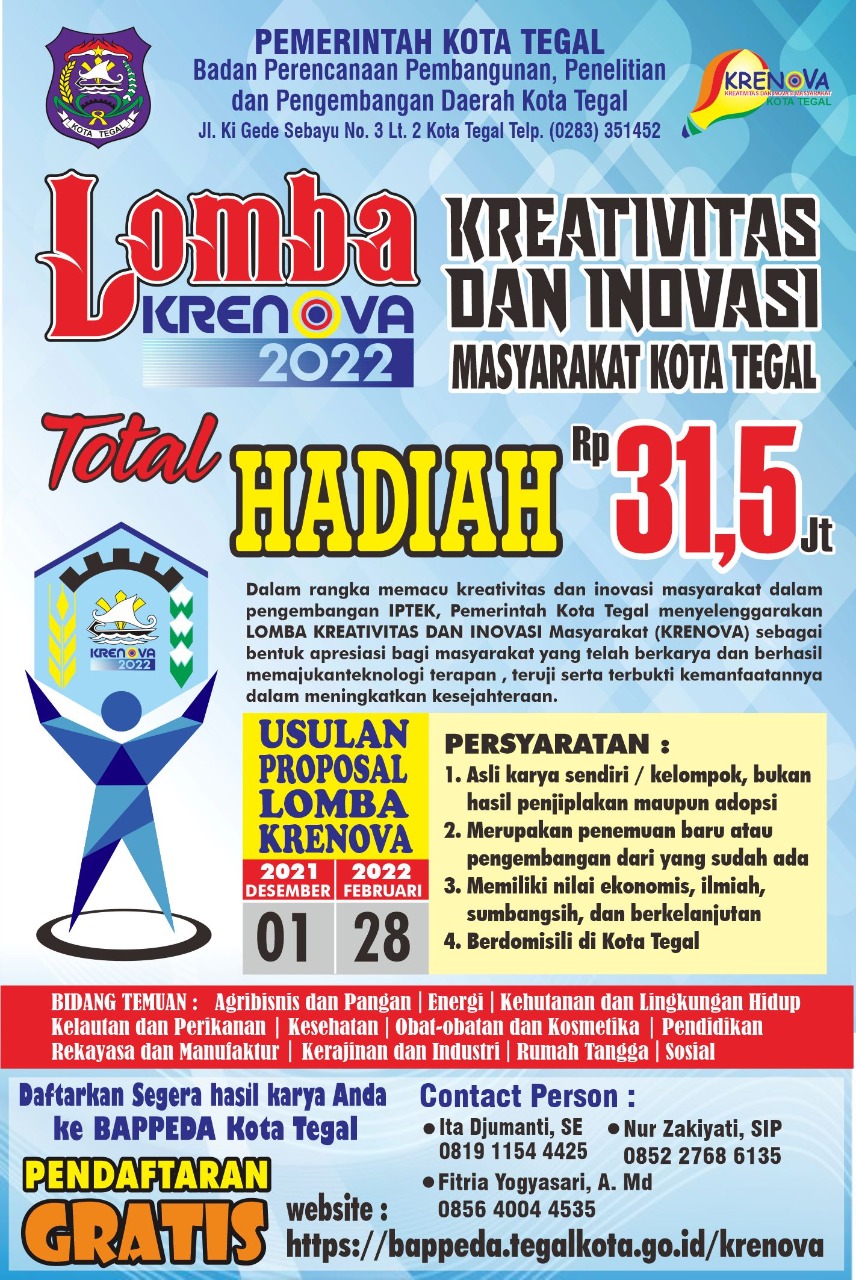 PEMERINTAH KOTA TEGAL
Badan Perencanaan Pembangunan, Penelitian
dan Pengembangan Daerah Kota Tegal
Jl. Ki Gede Sebayu No. 3 Lt. 2 Kota Tegal Telp. (0283) 351452
KOTA TEGAL
KRENOVA
KREATIVITAS DAN INOVASI MASYARAKAT
KOTA TEGAL
Lomba
KRENOVA
2022
KREATIVITAS
DAN INOVASI
MASYARAKAT KOTA TEGAL
Total
HADIAH
Rp 31,5 Jt
KRENOVA
2022
Dalam rangka memacu kreativitas dan inovasi masyarakat dalam
pengembangan IPTEK, Pemerintah Kota Tegal menyelenggarakan
LOMBA KREATIVITAS DAN INOVASI Masyarakat (KRENOVA) sebagai
bentuk apresiasi bagi masyarakat yang telah berkarya dan berhasil
memajukanteknologi terapan , teruji serta terbukti kemanfaatannya
dalam meningkatkan kesejahteraan.
USULAN
PROPOSAL
LOMBA
KRENOVA
2021 2022
DESEMBER FEBRUARI
01 28
PERSYARATAN :
1. Asli karya sendiri / kelompok, bukan
hasil penjiplakan maupun adopsi
2. Merupakan penemuan baru atau
pengembangan dari yang sudah ada
3. Memiliki nilai ekonomis, ilmiah,
sumbangsih, dan berkelanjutan
4. Berdomisili di Kota Tegal
BIDANG TEMUAN : Agribisnis dan Pangan | Energi | Kehutanan dan Lingkungan Hidup
Kelautan dan Perikanan | Kesehatan | Obat-obatan dan Kosmetika | Pendidikan
Rekayasa dan Manufaktur | Kerajinan dan Industri | Rumah Tangga | Sosial
Daftarkan Segera hasil karya Anda
ke BAPPEDA Kota Tegal
PENDAFTARAN
GRATIS
Contact Person :
• Ita Djumanti, SE
0819 1154 4425
• Nur Zakiyati, SIP
0852 2768 6135
• Fitria Yogyasari, A. Md
0856 4004 4535
website :
https://bappeda.tegalkota.go.id/krenova